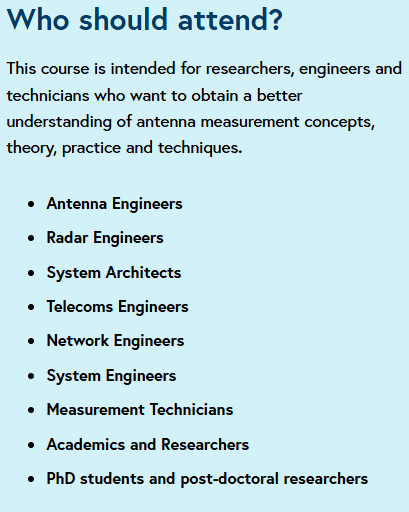 Who should attend?
This course is intended for researchers, engineers and
technicians who want to obtain a better
understanding of antenna measurement concepts,
theory, practice and techniques.
• Antenna Engineers
• Radar Engineers
• System Architects
• Telecoms Engineers
• Network Engineers
• System Engineers
• Measurement Technicians
• Academics and Researchers
• PhD students and post-doctoral researchers